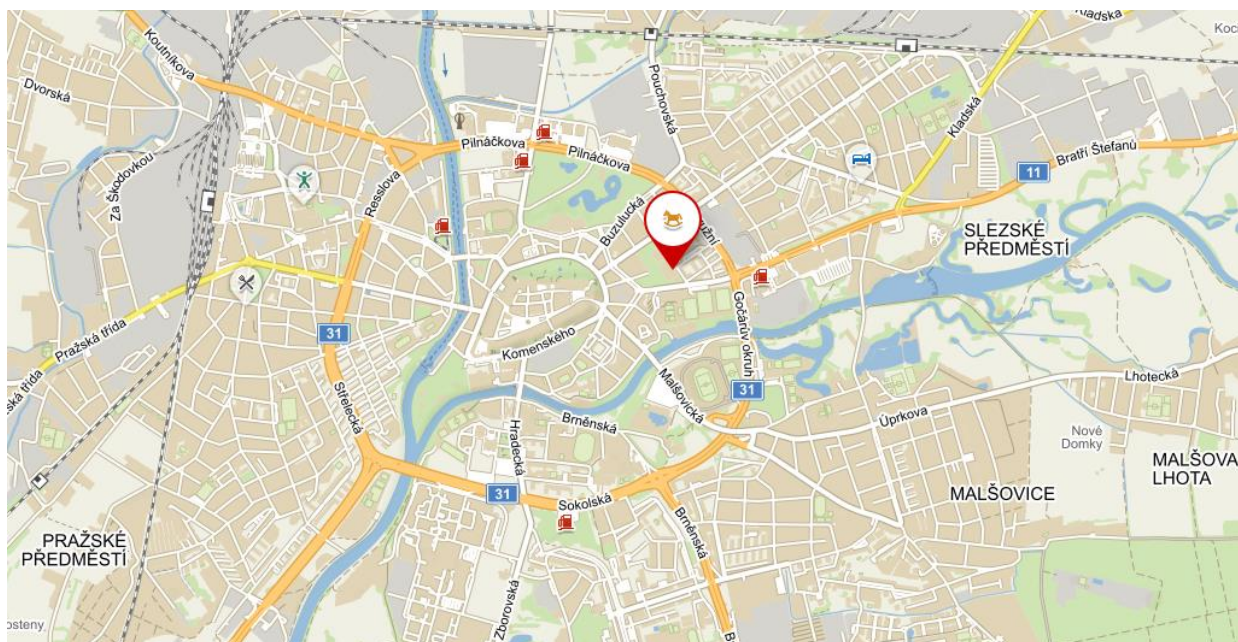 Koutníkova
Kladská
Dvorská
Pouchovská
Kladská
Bratří Štefanů
Pilnáčkova
Pilnáčkova
11
Za Škodovkou
Resslova
Buzulucká
SLEZSKÉ
PŘEDMĚSTÍ
Gočárův okruh
Pražská třída
31
Komenského
Malšovická
Lhotecká
31
Úprkova
Střelecká
Brněnská
Hradecká
Nové
Domky
MALŠOVA
LHOTA
31
Sokolská
MALŠOVICE
Brněnská
PRAŽSKÉ
PŘEDMĚSTÍ
Zborovská